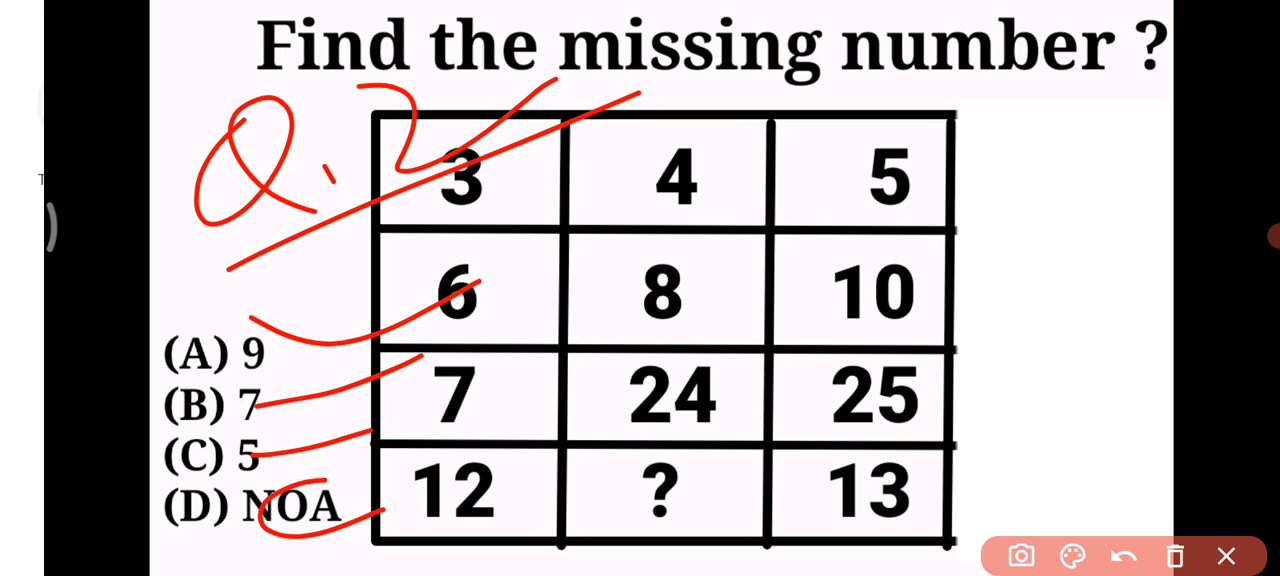 Find the missing number ?
Q. 2
3 4 5
6 8 10
(A) 9
(B) 7
(C) 5
(D) NOA
7 24 25
12 ? 13